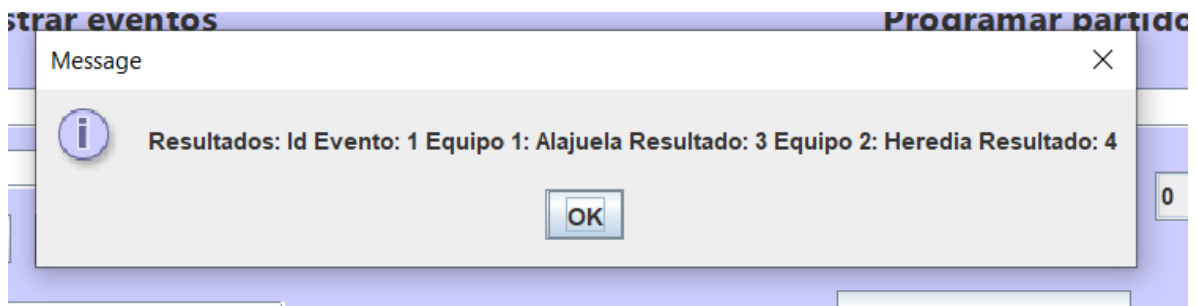 strar eventos
Programar partido
Message
Resultados: Id Evento: 1 Equipo 1: Alajuela Resultado: 3 Equipo 2: Heredia Resultado: 4
0
OK